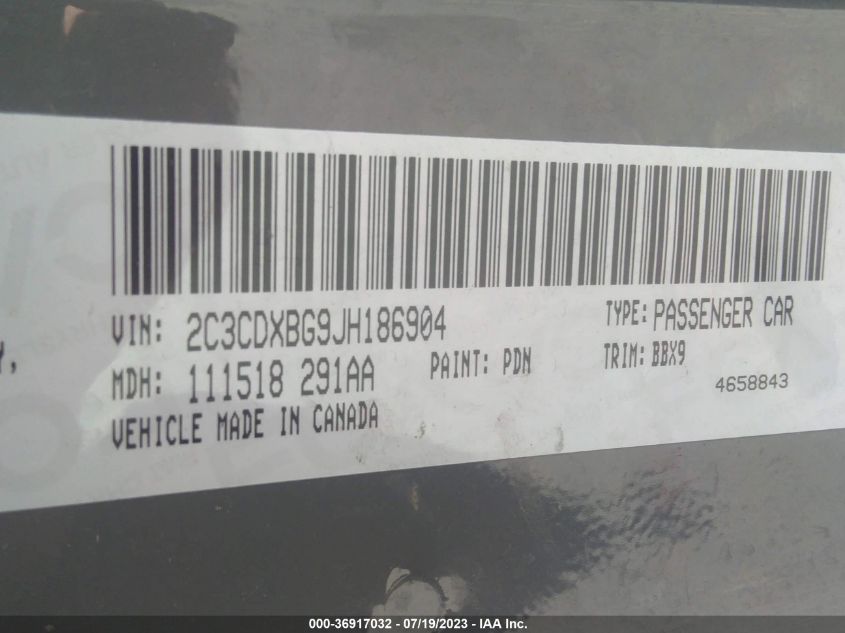 VIN: 2C3CDXBG9JH186904 TYPE: PASSENGER CAR
MDH: 111518 291AA PAINT: PDN TRIM: BBX9
4658843
VEHICLE MADE IN CANADA
000-36917032 - 07/19/2023 - IAA Inc.